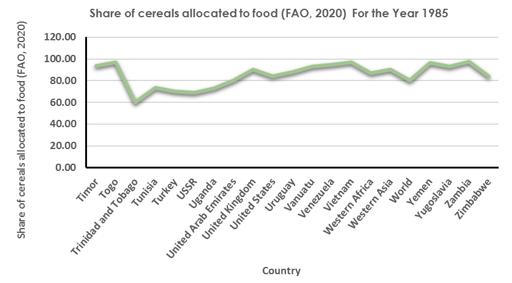 Share of cereals allocated to food (FAO, 2020) For the Year 1985
Share of cereals allocated to food (FAO, 2020)
120.00
100.00
80.00
60.00
40.00
20.00
0.00
Timor
Togo
Trinidad and Tobago
Tunisia
Turkey
USSR
Uganda
United Arab Emirates
United Kingdom
United States
Uruguay
Vanuatu
Venezuela
Vietnam
Western Africa
Western Asia
World
Yemen
Yugoslavia
Zambia
Zimbabwe
Country